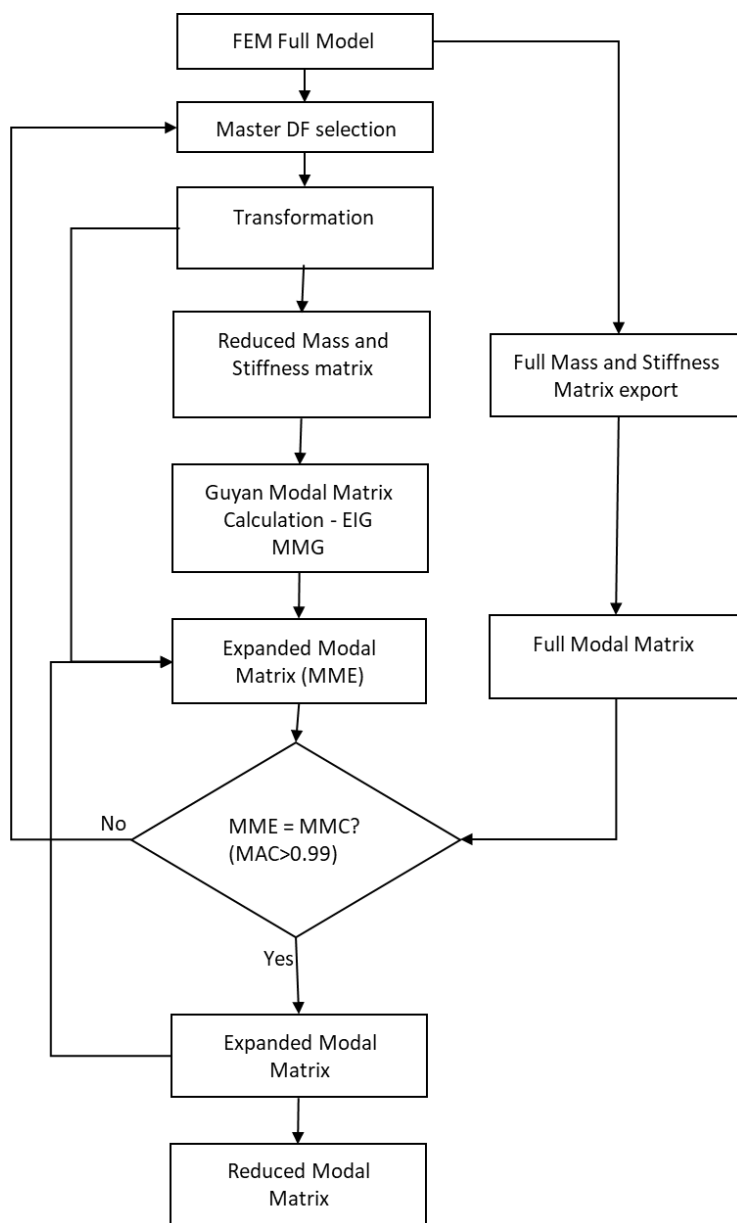 FEM Full Model
Master DF selection
Transformation
Reduced Mass and
Stiffness matrix
Full Mass and Stiffness
Matrix export
Guyan Modal Matrix
Calculation - EIG
MMG
Expanded Modal
Matrix (MME)
Full Modal Matrix
No
MME = MMC?
(MAC>0.99)
Yes
Expanded Modal
Matrix
Reduced Modal
Matrix